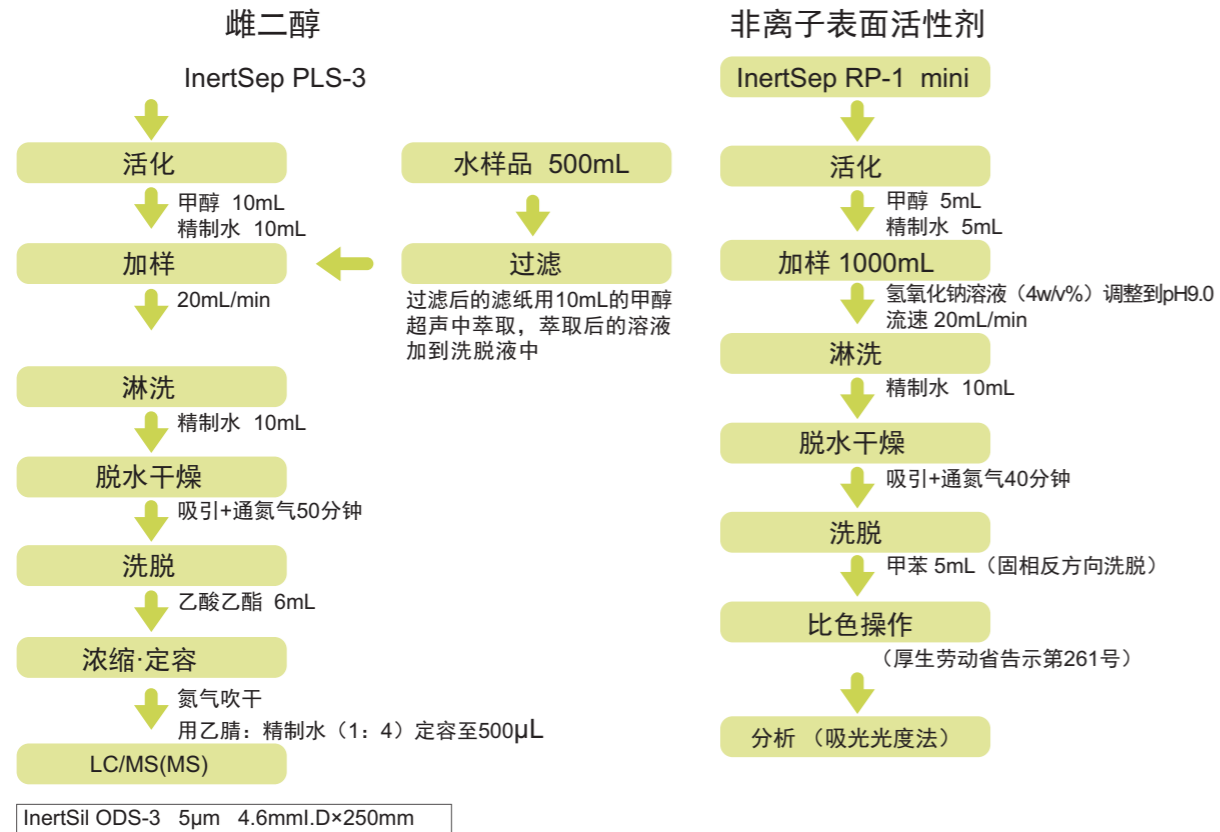 雌二醇
InertSep PLS-3
活化
甲醇 10mL
精制水 10mL
水样品 500mL
过滤
过滤后的滤纸用10mL的甲醇
超声中萃取，萃取后的溶液
加到洗脱液中
加样
20mL/min
淋洗
精制水 10mL
脱水干燥
吸引+通氮气50分钟
洗脱
乙酸乙酯 6mL
浓缩·定容
氮气吹干
用乙腈：精制水（1：4）定容至500μL
LC/MS(MS)
InertSil ODS-3 5μm 4.6mmI.D×250mm
非离子表面活性剂
InertSep RP-1 mini
活化
甲醇 5mL
精制水 5mL
加样 1000mL
氢氧化钠溶液（4w/v%）调整到pH9.0
流速 20mL/min
淋洗
精制水 10mL
脱水干燥
吸引+通氮气40分钟
洗脱
甲苯 5mL（固相反方向洗脱）
比色操作
（厚生劳动省告示第261号）
分析 （吸光光度法）